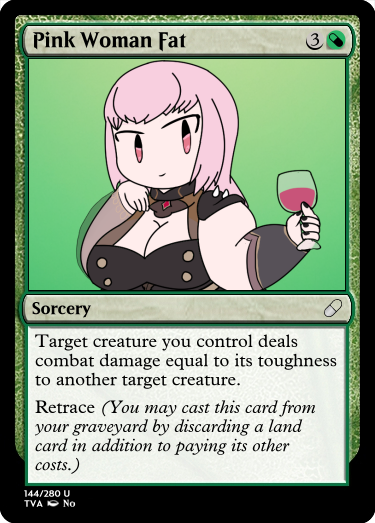 Pink Woman Fat 3
Sorcery
Target creature you control deals
combat damage equal to its toughness
to another target creature.
Retrace (You may cast this card from
your graveyard by discarding a land
card in addition to paying its other
costs.)
144/280 U
TVA No